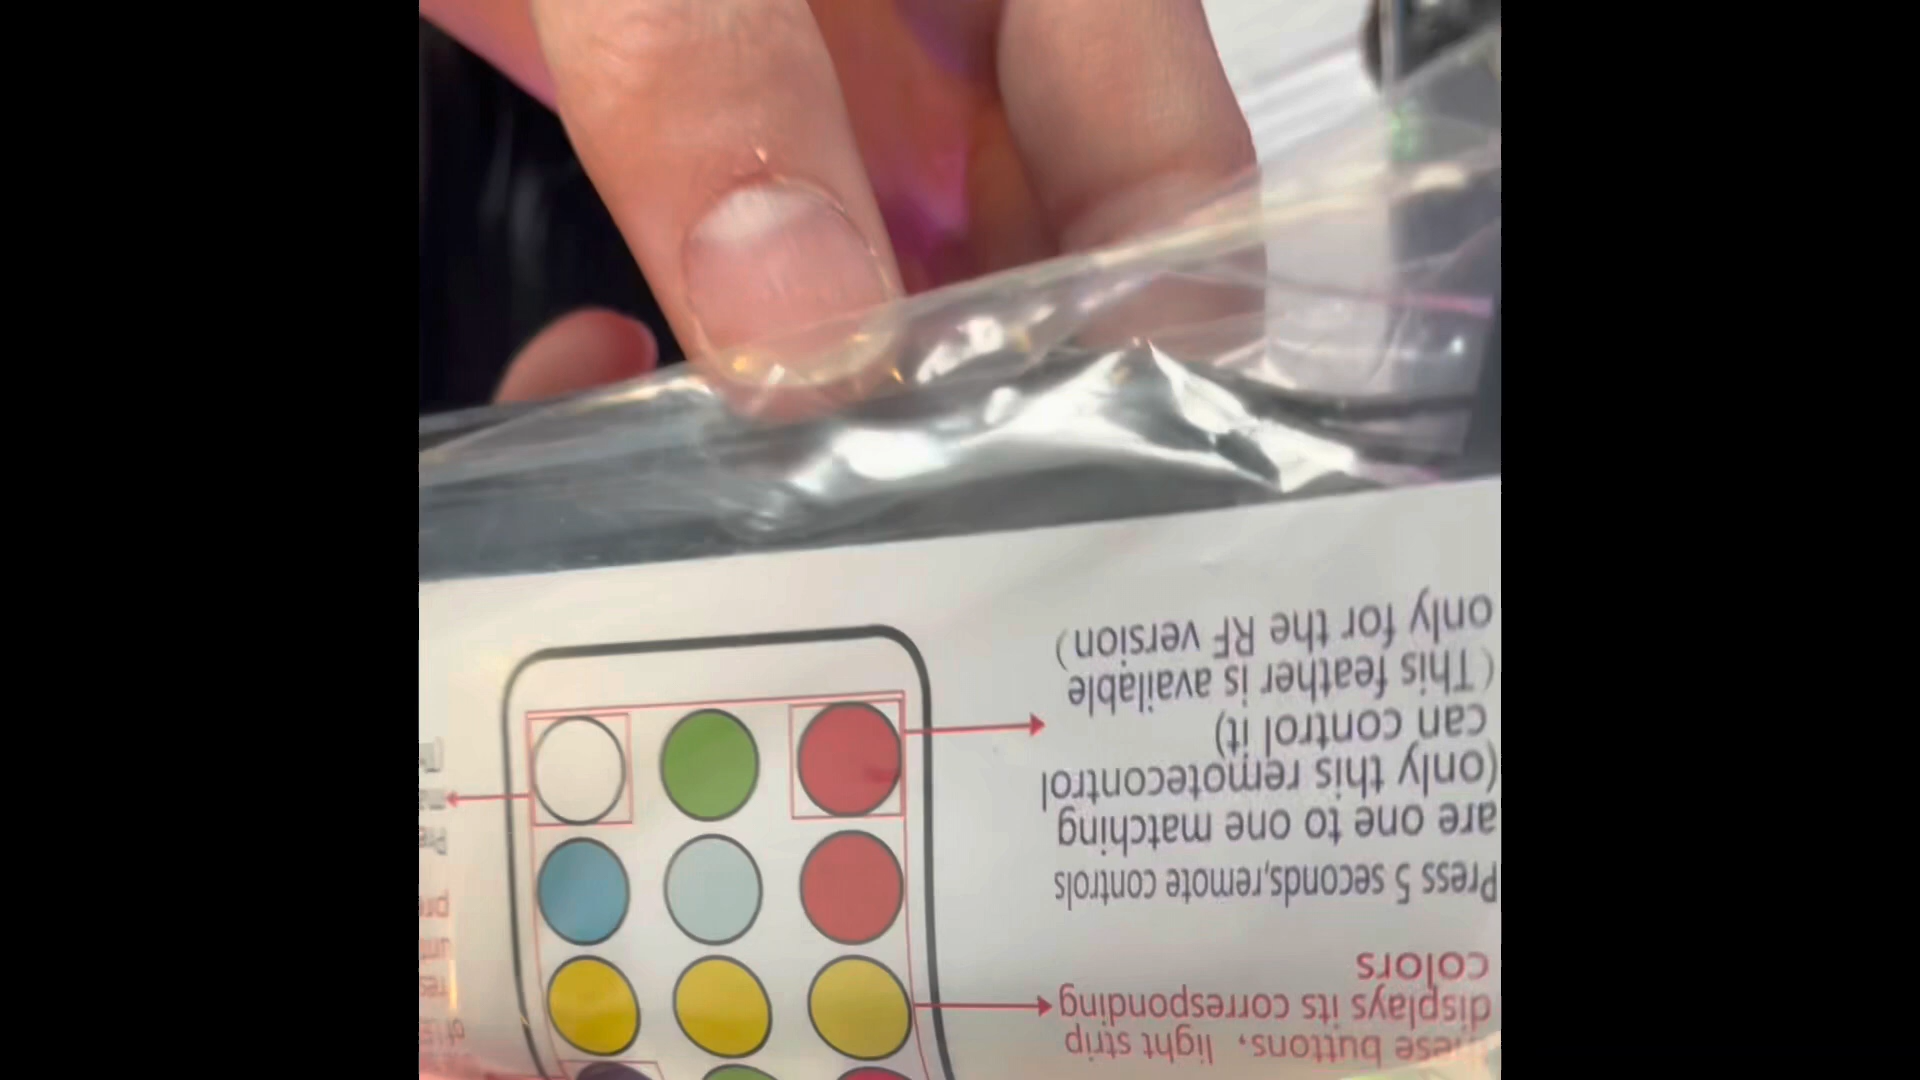 These buttons, light strip
displays its corresponding
colors
Press 5 seconds,remote controls
are one to one matching
(only this remotecontrol
can control it)
(This feather is available
only for the RF version)